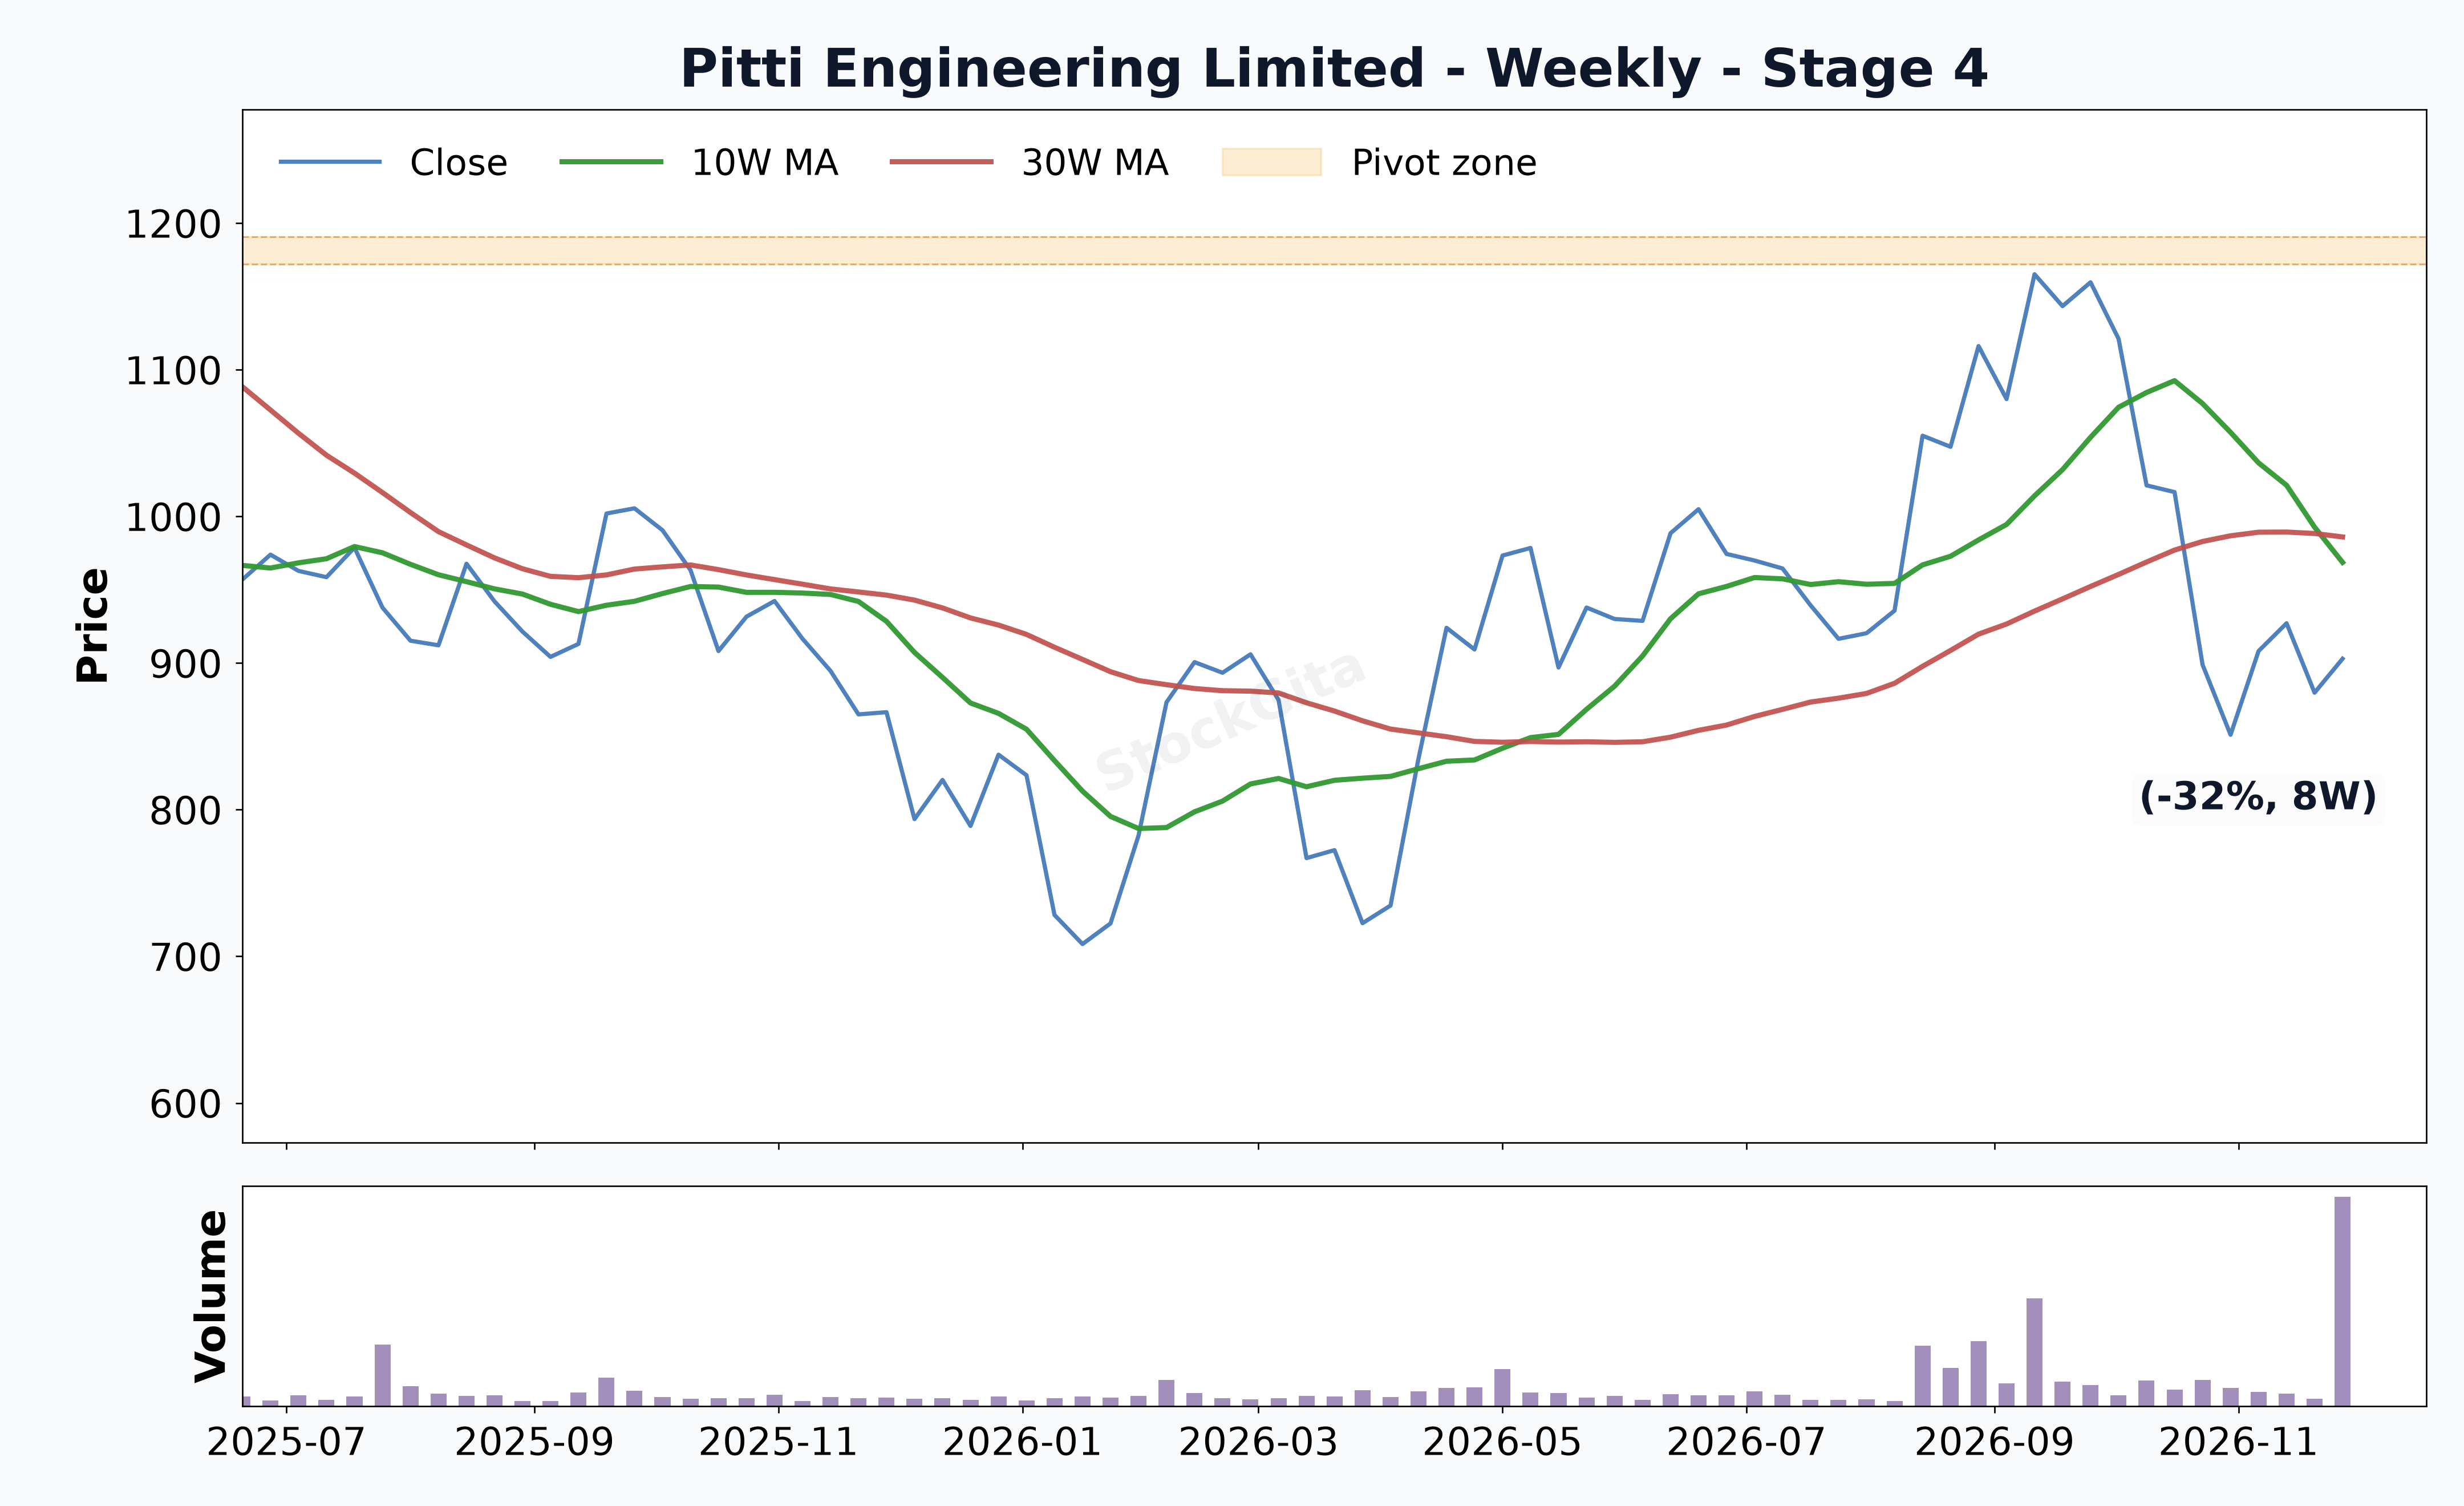 Pitti Engineering Limited - Weekly - Stage 4
Close 10W MA 30W MA Pivot zone
1200
1100
1000
900
800
700
600
Price
StockGita
(-32%, 8W)
Volume
2025-07 2025-09 2025-11 2026-01 2026-03 2026-05 2026-07 2026-09 2026-11